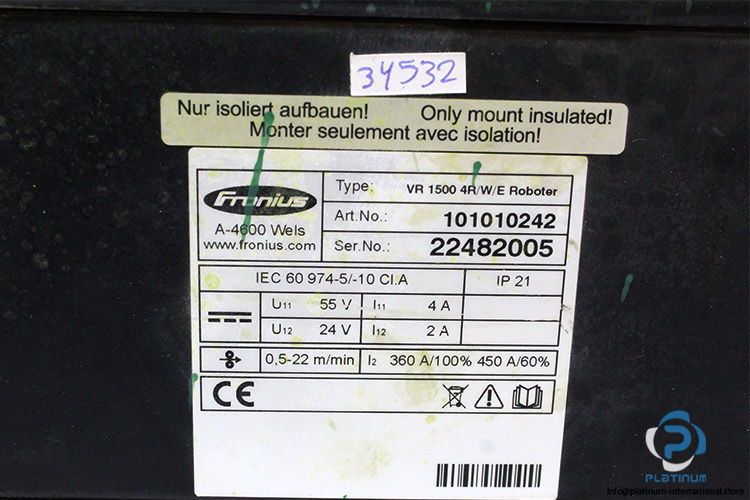 34532
Nur isoliert aufbauen! Only mount insulated!
Monter seulement avec isolation!
Fronius
A-4600 Wels
www.fronius.com
Type: VR 1500 4R/W/E Roboter
Art.No.: 101010242
Ser.No.: 22482005
IEC 60 974-5/-10 Cl.A IP 21
U11 55 V I11 4 A
U12 24 V I12 2 A
0,5-22 m/min I2 360 A/100% 450 A/60%
CE
PLATINUM
Info@platinum-international.store